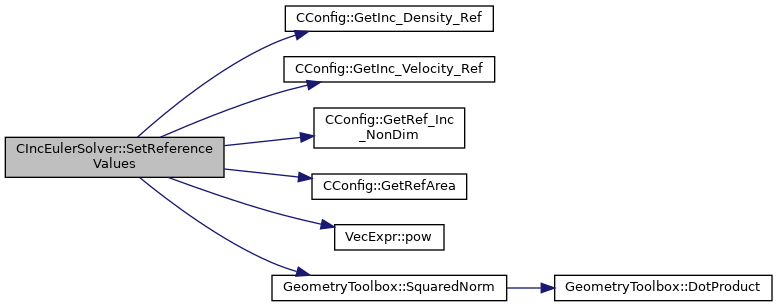 CConfig::GetInc_Density_Ref
CConfig::GetInc_Velocity_Ref
CConfig::GetRef_Inc
_NonDim
CIncEulerSolver::SetReference
Values
CConfig::GetRefArea
VecExpr::pow
GeometryToolbox::SquaredNorm
GeometryToolbox::DotProduct